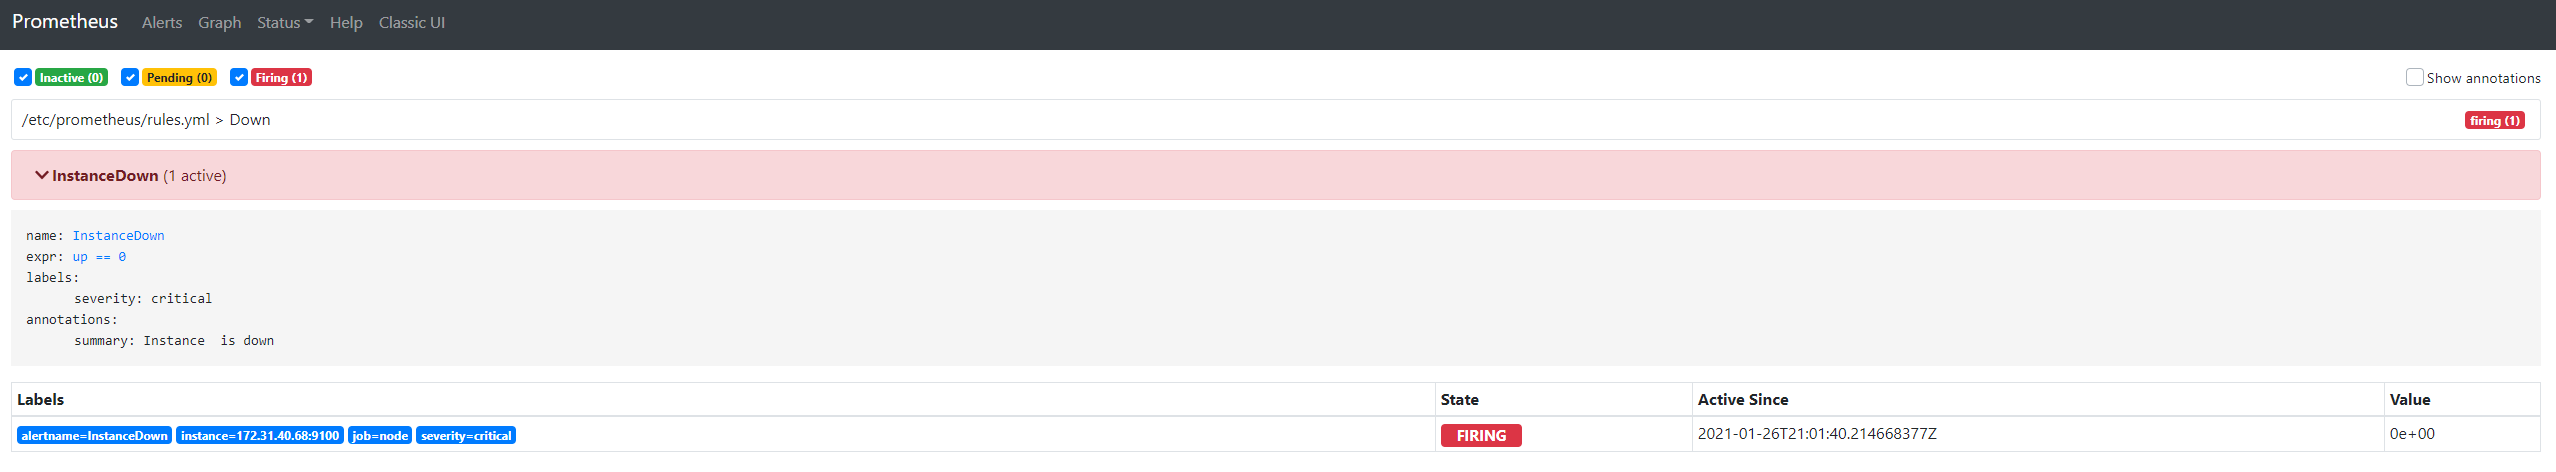 Prometheus Alerts Graph Status Help Classic UI
Inactive (0) Pending (0) Firing (1) Show annotations
/etc/prometheus/rules.yml > Down firing (1)
InstanceDown (1 active)
name: InstanceDown
expr: up == 0
labels:
severity: critical
annotations:
summary: Instance  is down
Labels State Active Since Value
alertname=InstanceDown instance=172.31.40.68:9100 job=node severity=critical FIRING 2021-01-26T21:01:40.214668377Z 0e+00